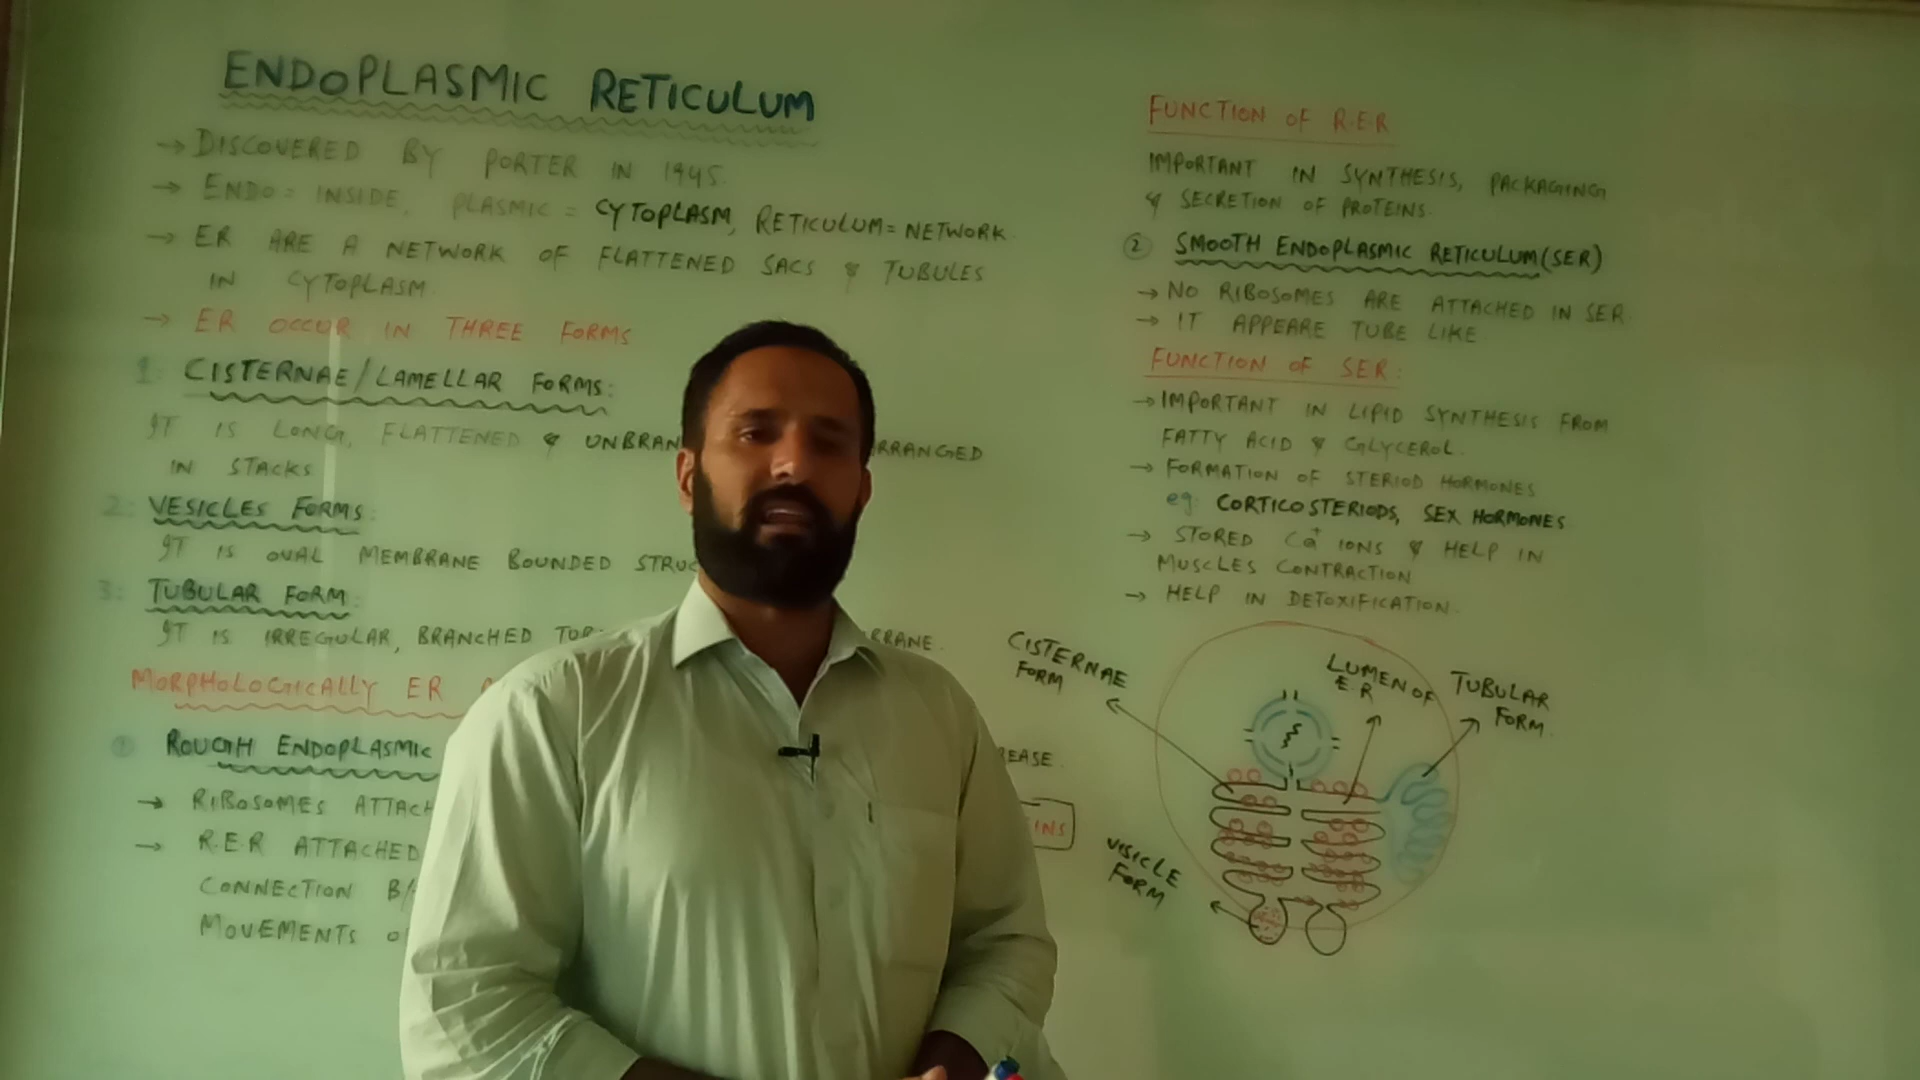 ENDOPLASMIC RETICULUM
→ DISCOVERED BY PORTER IN 1945.
→ ENDO = INSIDE, PLASMIC = CYTOPLASM, RETICULUM = NETWORK.
→ ER ARE A NETWORK OF FLATTENED SACS & TUBULES
IN CYTOPLASM
→ ER OCCUR IN THREE FORMS
1: CISTERNAE/LAMELLAR FORMS:
IT IS LONG, FLATTENED & UNBRAN RRANGED
IN STACKS
2: VESICLES FORMS:
IT IS OVAL MEMBRANE BOUNDED STRUC
3: TUBULAR FORM:
IT IS IRREGULAR, BRANCHED BRANE.
MORPHOLOGICALLY ER
① ROUGH ENDOPLASMIC EASE.
→ RIBOSOMES ATTACH INS
→ R.E.R ATTACHED
CONNECTION B/
MOVEMENTS O
FUNCTION OF R.E.R
IMPORTANT IN SYNTHESIS, PACKAGING
& SECRETION OF PROTEINS.
② SMOOTH ENDOPLASMIC RETICULUM (SER)
→ NO RIBOSOMES ARE ATTACHED IN SER.
→ IT APPEARE TUBE LIKE
FUNCTION OF SER:
→ IMPORTANT IN LIPID SYNTHESIS FROM
FATTY ACID & GLYCEROL.
→ FORMATION OF STERIOD HORMONES
eg: CORTICOSTERIODS, SEX HORMONES
→ STORED Ca⁺ IONS & HELP IN
MUSCLES CONTRACTION
→ HELP IN DETOXIFICATION.
CISTERNAE
FORM
LUMEN OF
E.R
TUBULAR
FORM
VISICLE
FORM